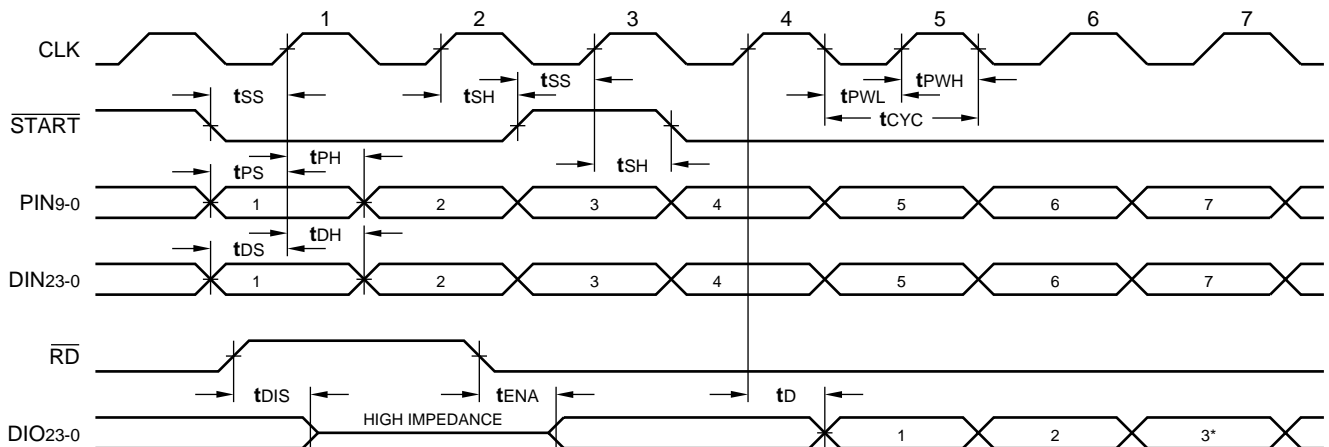 1 2 3 4 5 6 7
CLK
tSS tSH tSS tPWL tPWH
START
tCYC
tPH tSH
tPS
PIN9-0 1 2 3 4 5 6 7
tDH
tDS
DIN23-0 1 2 3 4 5 6 7
RD
tDIS tENA tD
HIGH IMPEDANCE
DIO23-0 1 2 3*